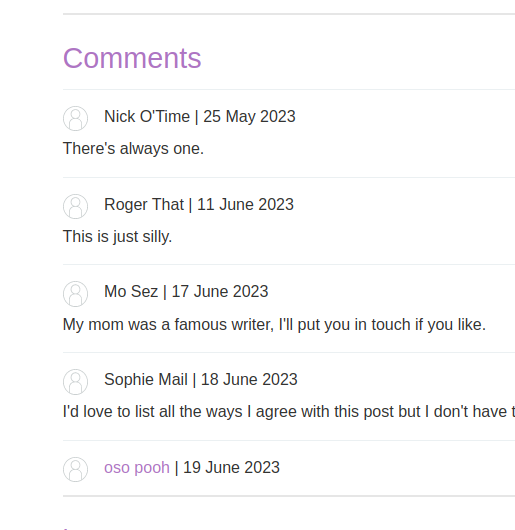 Comments
Nick O'Time | 25 May 2023
There's always one.
Roger That | 11 June 2023
This is just silly.
Mo Sez | 17 June 2023
My mom was a famous writer, I'll put you in touch if you like.
Sophie Mail | 18 June 2023
I'd love to list all the ways I agree with this post but I don't have
oso pooh | 19 June 2023